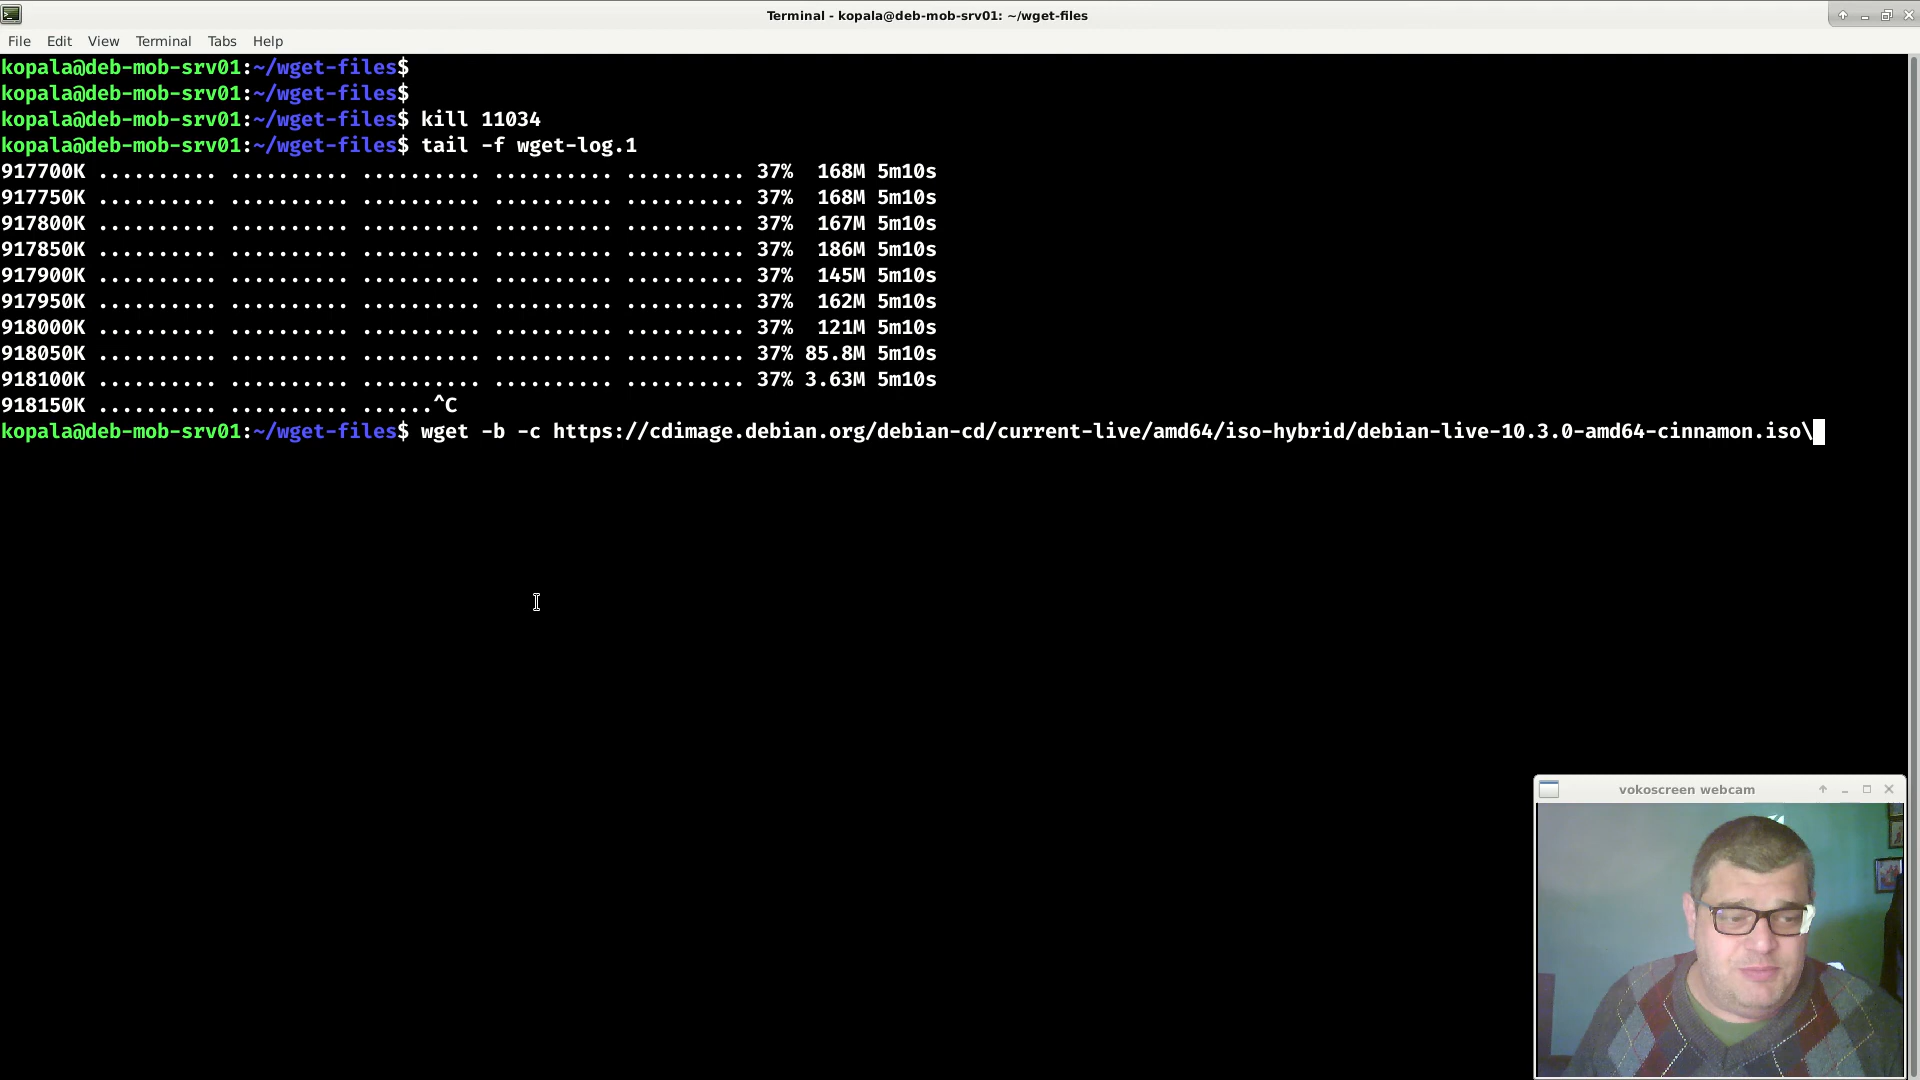 Terminal - kopala@deb-mob-srv01: ~/wget-files
File Edit View Terminal Tabs Help
kopala@deb-mob-srv01:~/wget-files$
kopala@deb-mob-srv01:~/wget-files$
kopala@deb-mob-srv01:~/wget-files$ kill 11034
kopala@deb-mob-srv01:~/wget-files$ tail -f wget-log.1
917700K .......... .......... .......... .......... .......... 37%  168M 5m10s
917750K .......... .......... .......... .......... .......... 37%  168M 5m10s
917800K .......... .......... .......... .......... .......... 37%  167M 5m10s
917850K .......... .......... .......... .......... .......... 37%  186M 5m10s
917900K .......... .......... .......... .......... .......... 37%  145M 5m10s
917950K .......... .......... .......... .......... .......... 37%  162M 5m10s
918000K .......... .......... .......... .......... .......... 37%  121M 5m10s
918050K .......... .......... .......... .......... .......... 37% 85.8M 5m10s
918100K .......... .......... .......... .......... .......... 37% 3.63M 5m10s
918150K .......... .......... ......^C
kopala@deb-mob-srv01:~/wget-files$ wget -b -c https://cdimage.debian.org/debian-cd/current-live/amd64/iso-hybrid/debian-live-10.3.0-amd64-cinnamon.iso\
vokoscreen webcam